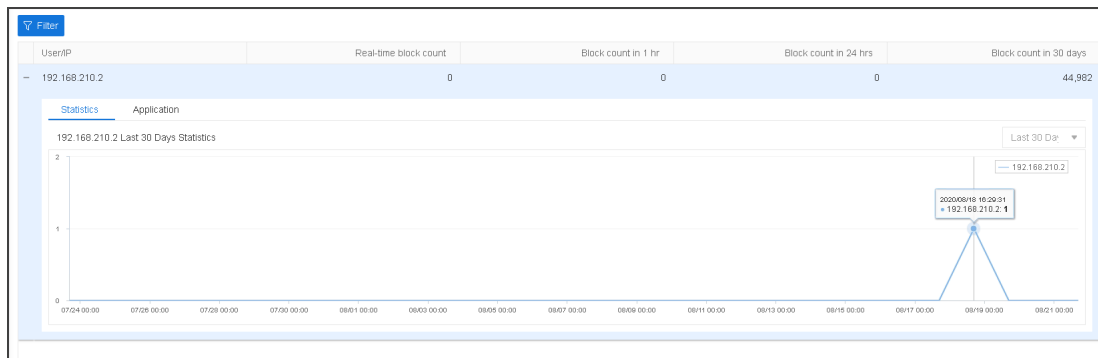 Filter
User/IP Real-time block count Block count in 1 hr Block count in 24 hrs Block count in 30 days
192.168.210.2 0 0 0 44,982
Statistics Application
192.168.210.2 Last 30 Days Statistics Last 30 Da
2
192.168.210.2
2020/08/18 16:29:31
192.168.210.2: 1
1
0
07/24 00:00 07/26 00:00 07/28 00:00 07/30 00:00 08/01 00:00 08/03 00:00 08/05 00:00 08/07 00:00 08/09 00:00 08/11 00:00 08/13 00:00 08/15 00:00 08/17 00:00 08/19 00:00 08/21 00:00